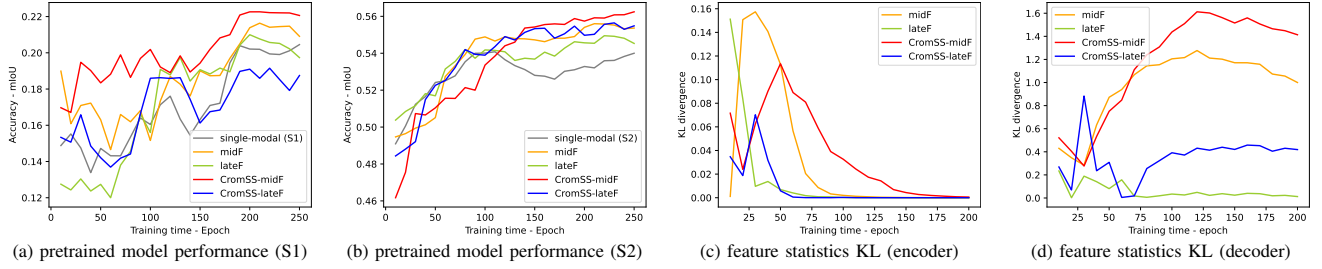 0.22
0.20
0.18
0.16
0.14
0.12
Accuracy - mIoU
0 50 100 150 200 250
Training time - Epoch
single-modal (S1)
midF
lateF
CromSS-midF
CromSS-lateF
(a) pretrained model performance (S1)
0.56
0.54
0.52
0.50
0.48
0.46
Accuracy - mIoU
0 50 100 150 200 250
Training time - Epoch
single-modal (S2)
midF
lateF
CromSS-midF
CromSS-lateF
(b) pretrained model performance (S2)
0.16
0.14
0.12
0.10
0.08
0.06
0.04
0.02
0.00
KL divergence
25 50 75 100 125 150 175 200
Training time - epoch
midF
lateF
CromSS-midF
CromSS-lateF
(c) feature statistics KL (encoder)
1.6
1.4
1.2
1.0
0.8
0.6
0.4
0.2
0.0
KL divergence
25 50 75 100 125 150 175 200
Training time - epoch
midF
lateF
CromSS-midF
CromSS-lateF
(d) feature statistics KL (decoder)